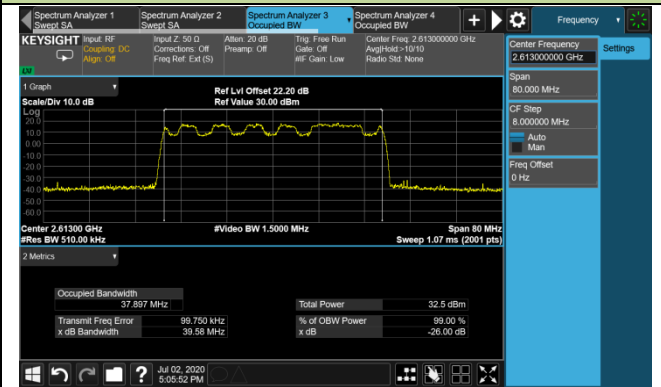 Spectrum Analyzer 1
Swept SA
Spectrum Analyzer 2
Swept SA
Spectrum Analyzer 3
Occupied BW
Spectrum Analyzer 4
Occupied BW
Frequency
KEYSIGHT
Input: RF
Coupling: DC
Align: Off
Input Z: 50 Ω
Corrections: Off
Freq Ref: Ext (S)
Atten: 20 dB
Preamp: Off
Trig: Free Run
Gate: Off
#IF Gain: Low
Center Freq: 2.613000000 GHz
Avg|Hold:>10/10
Radio Std: None
LV
Center Frequency
2.613000000 GHz
Settings
Span
80.000 MHz
CF Step
8.000000 MHz
Auto
Man
Freq Offset
0 Hz
1 Graph
Scale/Div 10.0 dB
Ref Lvl Offset 22.20 dB
Ref Value 30.00 dBm
Log
20.0
10.0
0.00
-10.0
-20.0
-30.0
-40.0
-50.0
-60.0
Center 2.61300 GHz
#Res BW 510.00 kHz
#Video BW 1.5000 MHz
Span 80 MHz
Sweep 1.07 ms (2001 pts)
2 Metrics
Occupied Bandwidth
37.897 MHz
Total Power 32.5 dBm
Transmit Freq Error 99.750 kHz
% of OBW Power 99.00 %
x dB Bandwidth 39.58 MHz
x dB -26.00 dB
Jul 02, 2020
5:05:52 PM